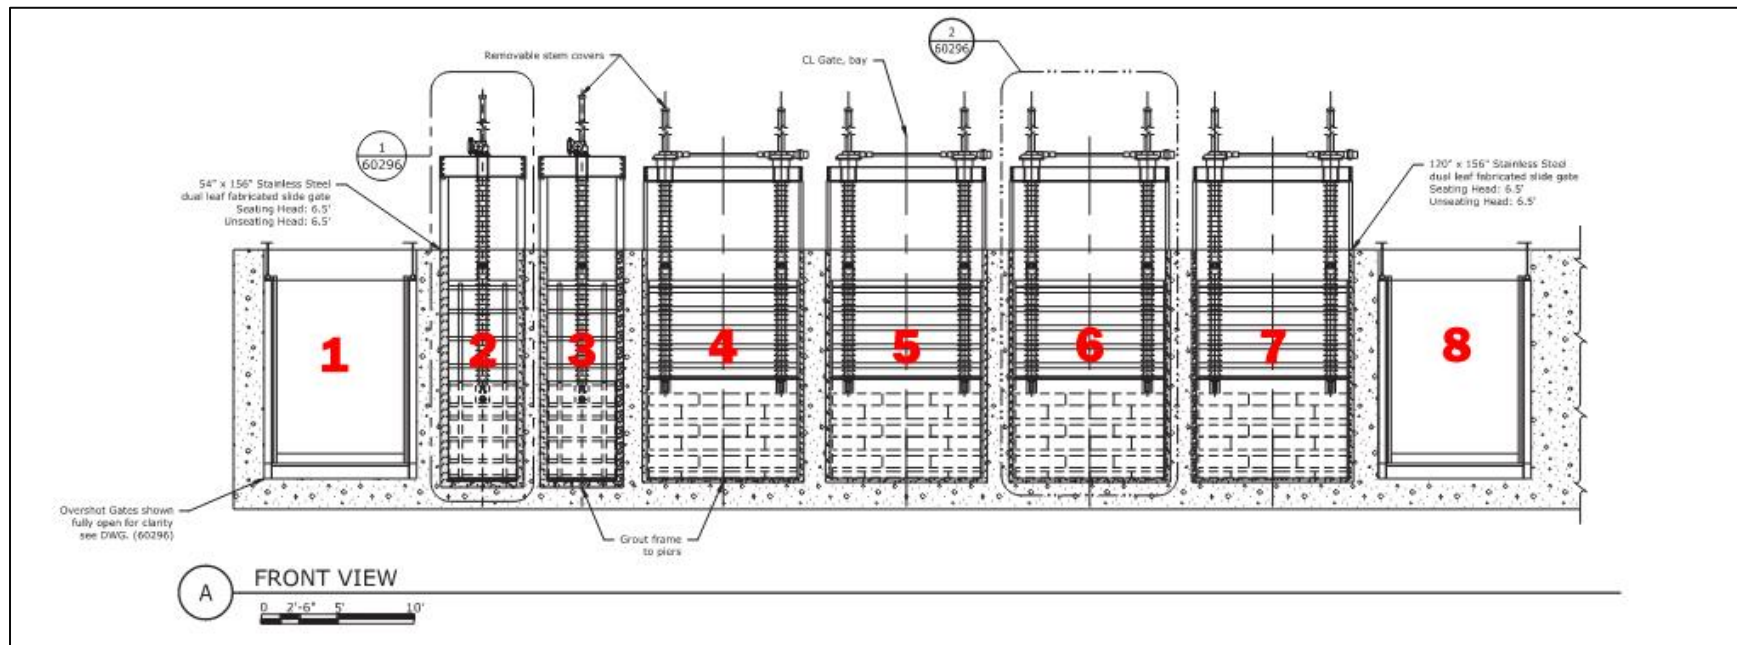 2
60296
Removable stem covers
CL Gate, bay
1
60296
54" x 156" Stainless Steel
dual leaf fabricated slide gate
Seating Head: 6.5'
Unseating Head: 6.5'
120" x 156" Stainless Steel
dual leaf fabricated slide gate
Seating Head: 6.5'
Unseating Head: 6.5'
1
2
3
4
5
6
7
8
Overshot Gates shown
fully open for clarity
see DWG. (60296)
Grout frame
to piers
A
FRONT VIEW
0 2'-6" 5' 10'